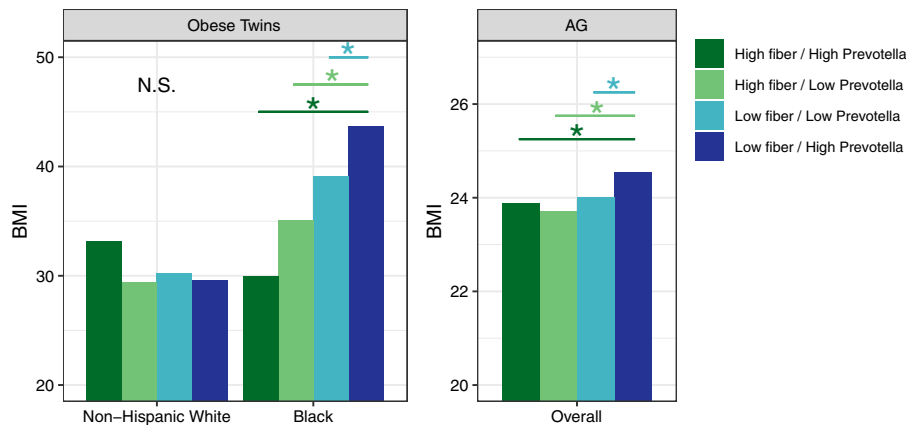 Obese Twins
AG
50
40
30
20
BMI
N.S.
*
*
*
Non–Hispanic White
Black
26
24
22
20
BMI
*
*
*
Overall
High fiber / High Prevotella
High fiber / Low Prevotella
Low fiber / Low Prevotella
Low fiber / High Prevotella